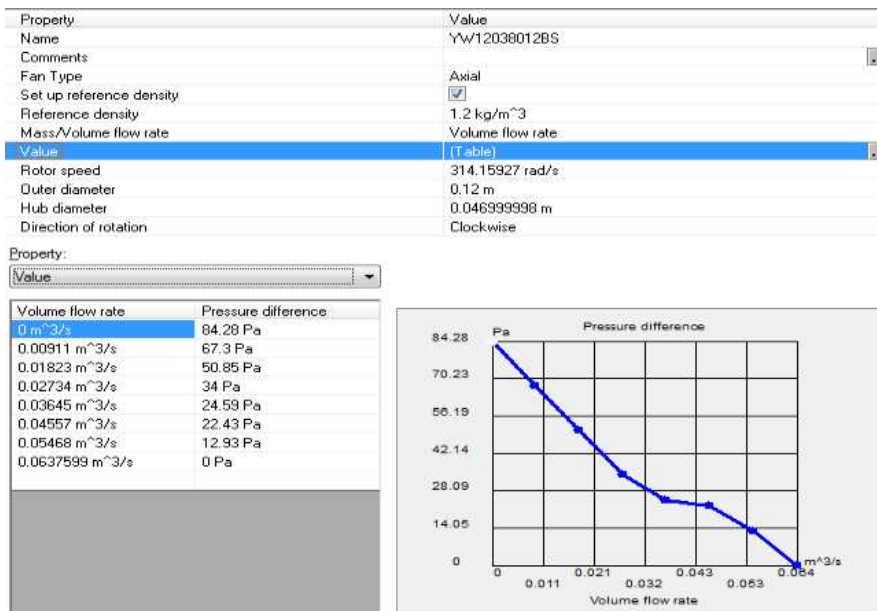 Property Value
Name YW12038012BS
Comments
Fan Type Axial
Set up reference density
Reference density 1.2 kg/m^3
Mass/Volume flow rate Volume flow rate
Value (Table)
Rotor speed 314.15927 rad/s
Outer diameter 0.12 m
Hub diameter 0.046999998 m
Direction of rotation Clockwise
Property:
Value
Volume flow rate Pressure difference
0 m^3/s 84.28 Pa
0.00911 m^3/s 67.3 Pa
0.01823 m^3/s 50.85 Pa
0.02734 m^3/s 34 Pa
0.03645 m^3/s 24.59 Pa
0.04557 m^3/s 22.43 Pa
0.05468 m^3/s 12.93 Pa
0.0637599 m^3/s 0 Pa
Pa Pressure difference
84.28
70.23
56.19
42.14
28.09
14.05
0
m^3/s
0 0.021 0.043 0.064
0.011 0.032 0.053
Volume flow rate